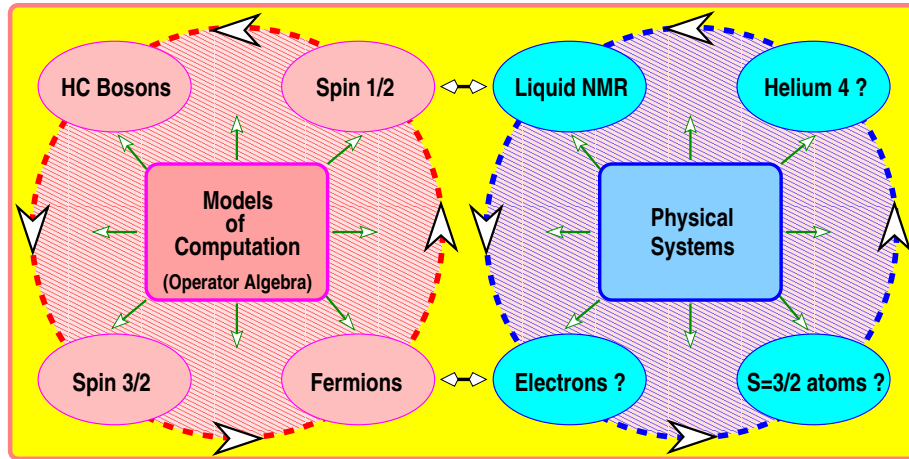 HC Bosons
Spin 1/2
Liquid NMR
Helium 4 ?
Models
of
Computation
(Operator Algebra)
Physical
Systems
Spin 3/2
Fermions
Electrons ?
S=3/2 atoms ?